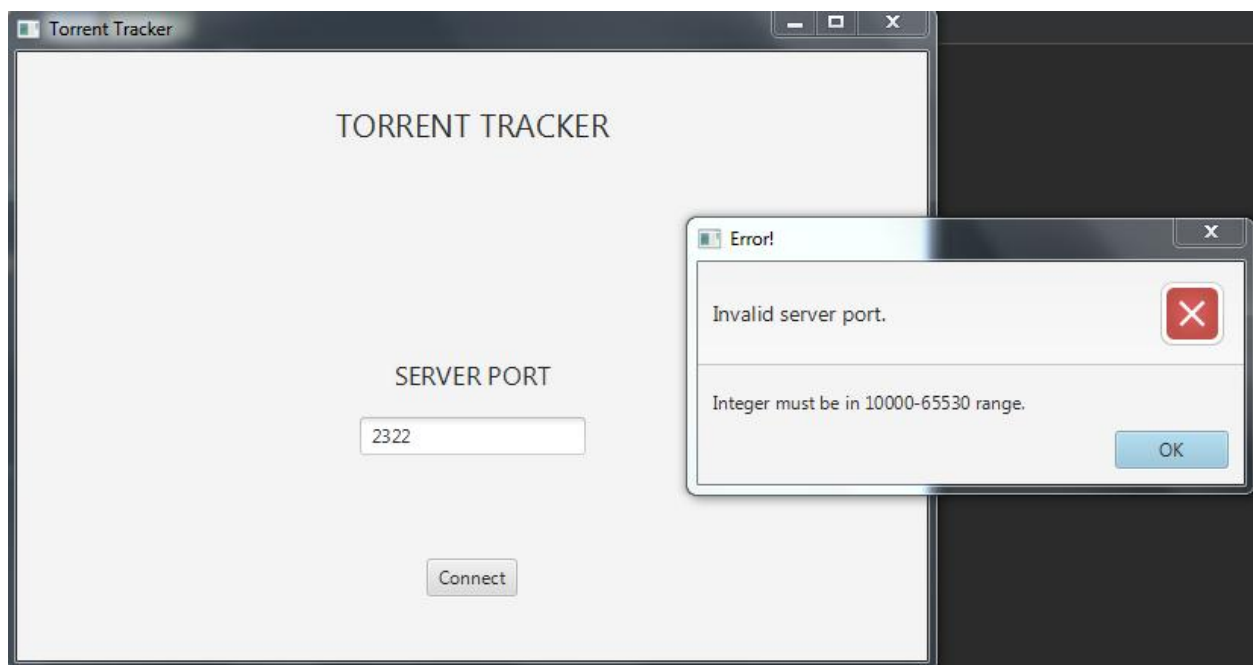 Torrent Tracker
TORRENT TRACKER
SERVER PORT
2322
Connect
Error!
Invalid server port.
Integer must be in 10000-65530 range.
OK